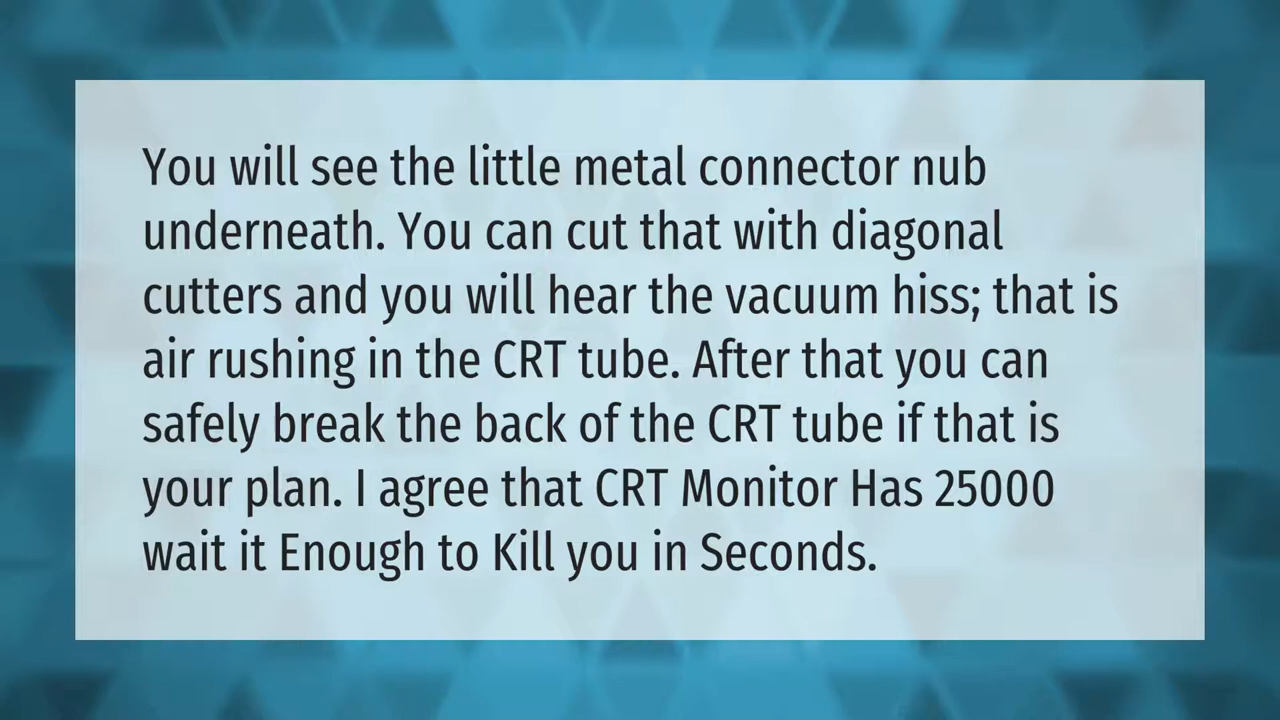 You will see the little metal connector nub
underneath. You can cut that with diagonal
cutters and you will hear the vacuum hiss; that is
air rushing in the CRT tube. After that you can
safely break the back of the CRT tube if that is
your plan. I agree that CRT Monitor Has 25000
wait it Enough to Kill you in Seconds.